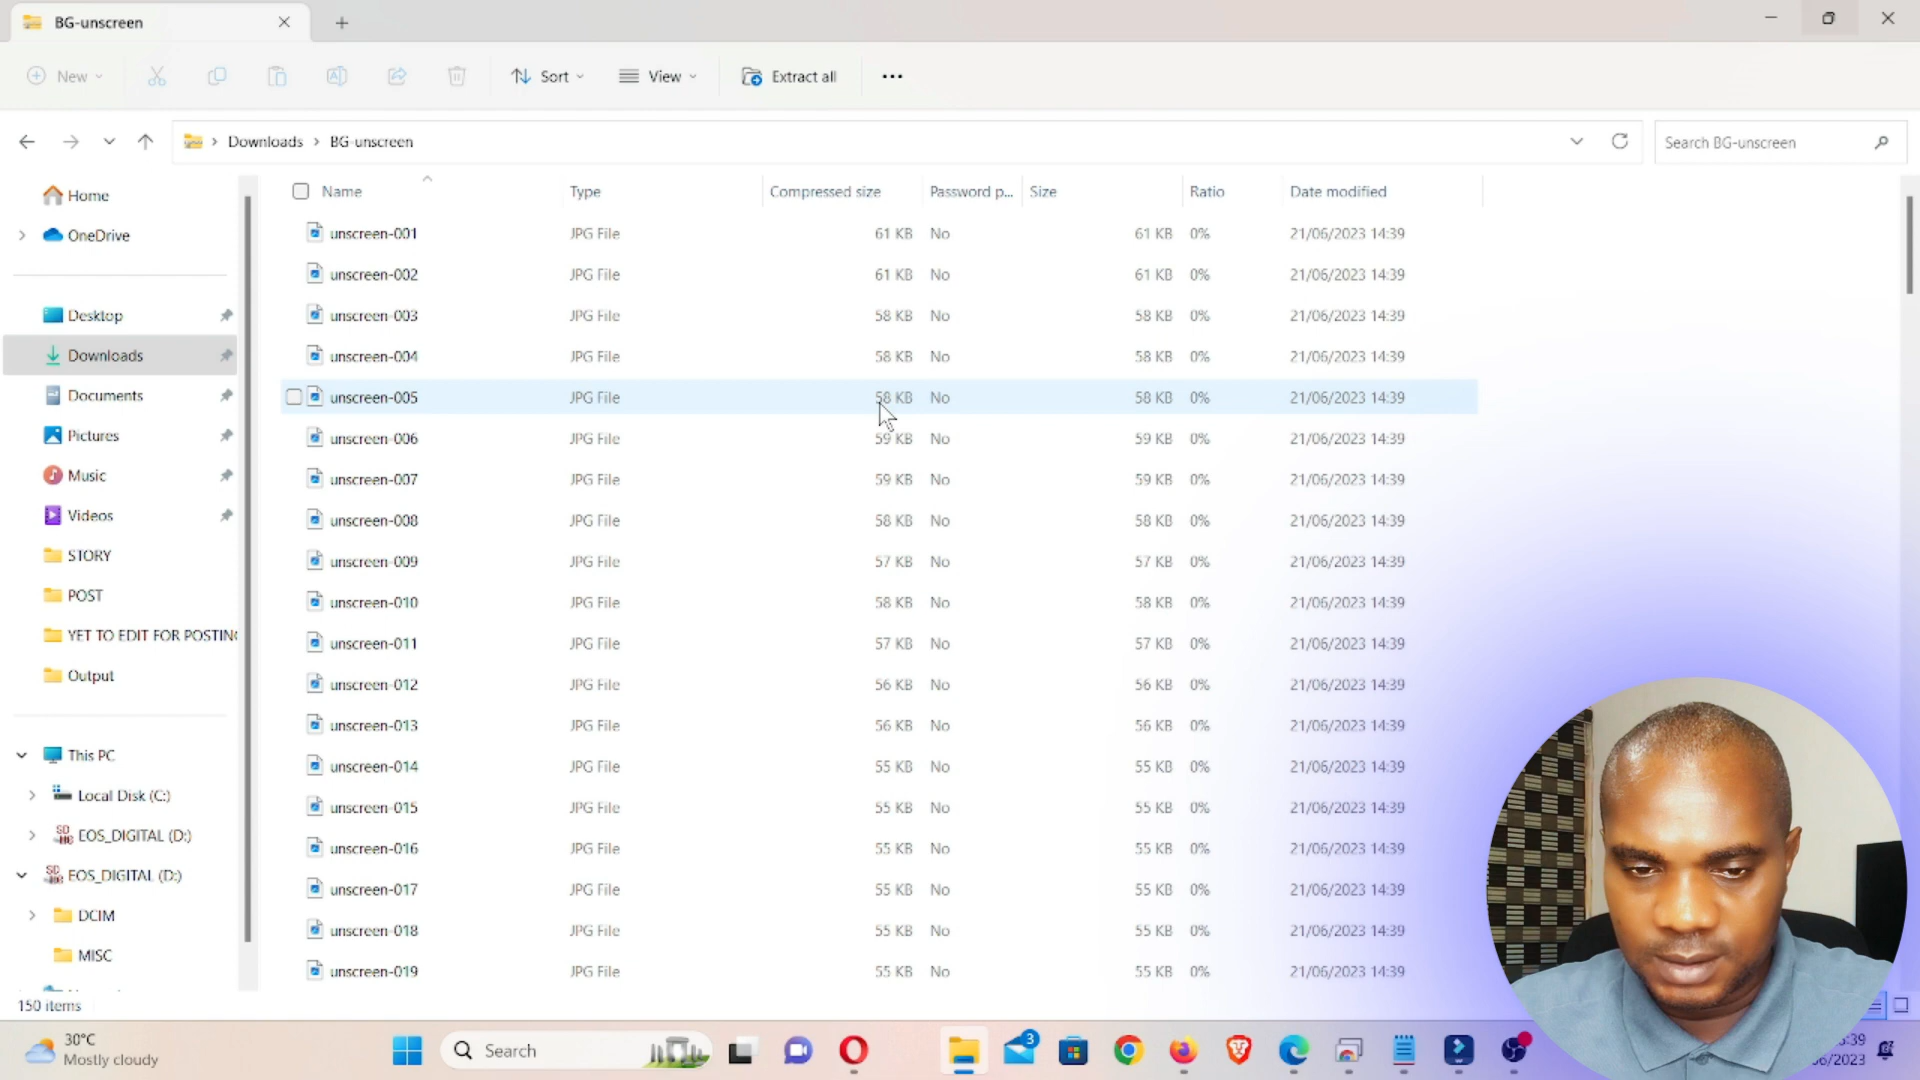 BG-unscreen
New
Sort
View
Extract all
Downloads
BG-unscreen
Search BG-unscreen
Home
OneDrive
Desktop
Downloads
Documents
Pictures
Music
Videos
STORY
POST
YET TO EDIT FOR POSTING
Output
This PC
Local Disk (C:)
EOS_DIGITAL (D:)
EOS_DIGITAL (D:)
DCIM
MISC
Name Type Compressed size Password p... Size Ratio Date modified
unscreen-001 JPG File 61 KB No 61 KB 0% 21/06/2023 14:39
unscreen-002 JPG File 61 KB No 61 KB 0% 21/06/2023 14:39
unscreen-003 JPG File 58 KB No 58 KB 0% 21/06/2023 14:39
unscreen-004 JPG File 58 KB No 58 KB 0% 21/06/2023 14:39
unscreen-005 JPG File 58 KB No 58 KB 0% 21/06/2023 14:39
unscreen-006 JPG File 59 KB No 59 KB 0% 21/06/2023 14:39
unscreen-007 JPG File 59 KB No 59 KB 0% 21/06/2023 14:39
unscreen-008 JPG File 58 KB No 58 KB 0% 21/06/2023 14:39
unscreen-009 JPG File 57 KB No 57 KB 0% 21/06/2023 14:39
unscreen-010 JPG File 58 KB No 58 KB 0% 21/06/2023 14:39
unscreen-011 JPG File 57 KB No 57 KB 0% 21/06/2023 14:39
unscreen-012 JPG File 56 KB No 56 KB 0% 21/06/2023 14:39
unscreen-013 JPG File 56 KB No 56 KB 0% 21/06/2023 14:39
unscreen-014 JPG File 55 KB No 55 KB 0% 21/06/2023 14:39
unscreen-015 JPG File 55 KB No 55 KB 0% 21/06/2023 14:39
unscreen-016 JPG File 55 KB No 55 KB 0% 21/06/2023 14:39
unscreen-017 JPG File 55 KB No 55 KB 0% 21/06/2023 14:39
unscreen-018 JPG File 55 KB No 55 KB 0% 21/06/2023 14:39
unscreen-019 JPG File 55 KB No 55 KB 0% 21/06/2023 14:39
150 items
30°C
Mostly cloudy
Search
3
:39
/2023